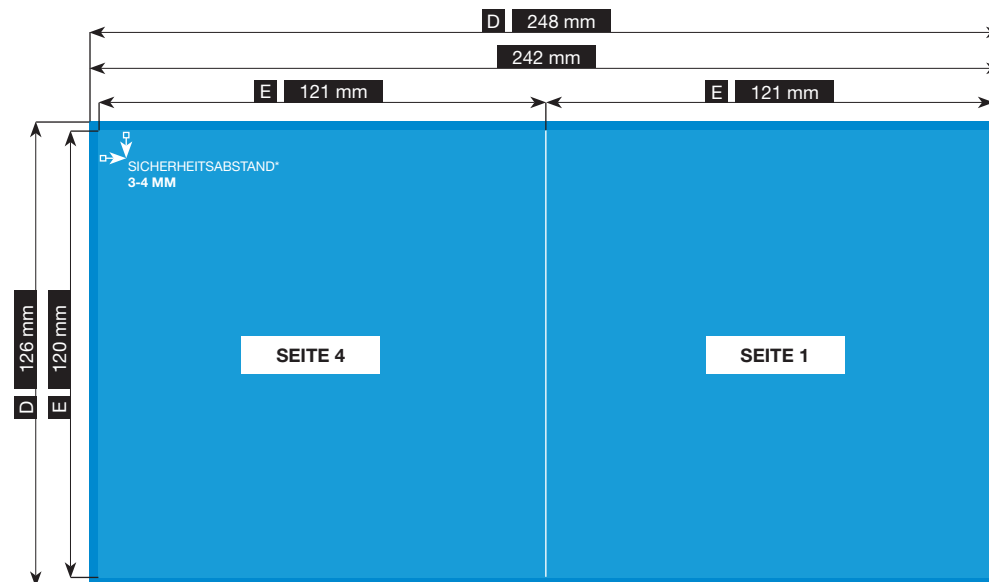 D 248 mm
242 mm
E 121 mm
E 121 mm
SICHERHEITSABSTAND*
3-4 MM
D 126 mm
E 120 mm
SEITE 4
SEITE 1